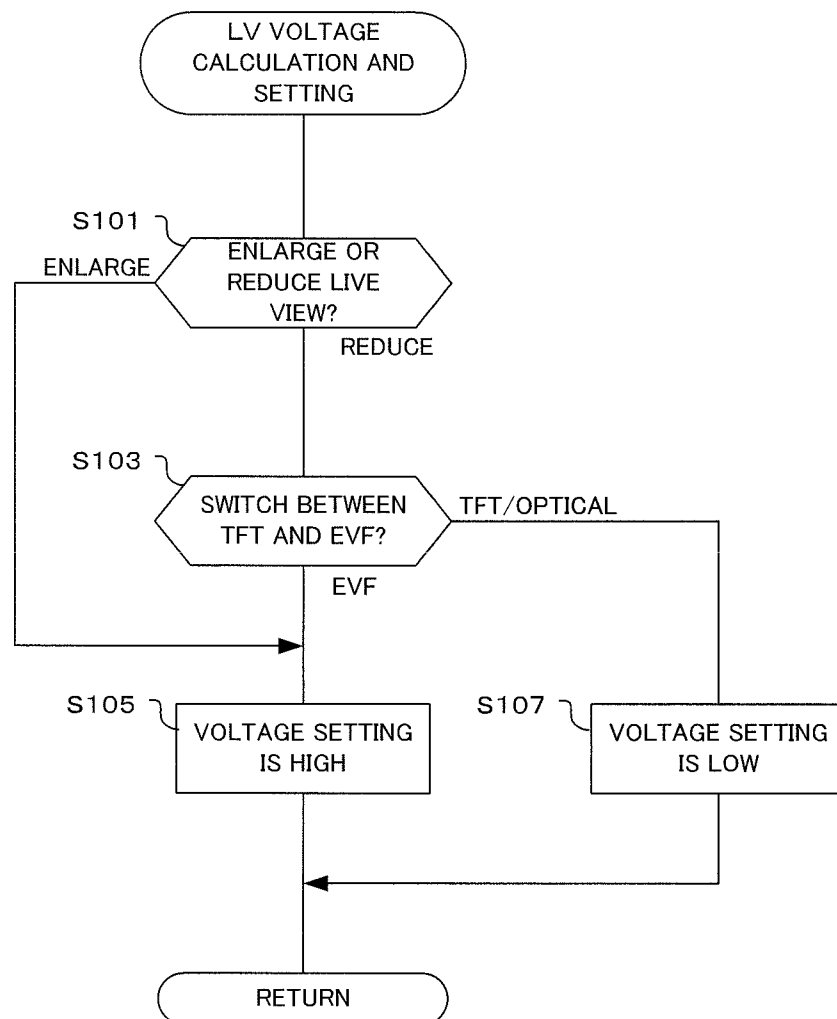 LV VOLTAGE
CALCULATION AND
SETTING
S101
ENLARGE
ENLARGE OR
REDUCE LIVE
VIEW?
REDUCE
S103
SWITCH BETWEEN
TFT AND EVF?
TFT/OPTICAL
EVF
S105
VOLTAGE SETTING
IS HIGH
S107
VOLTAGE SETTING
IS LOW
RETURN